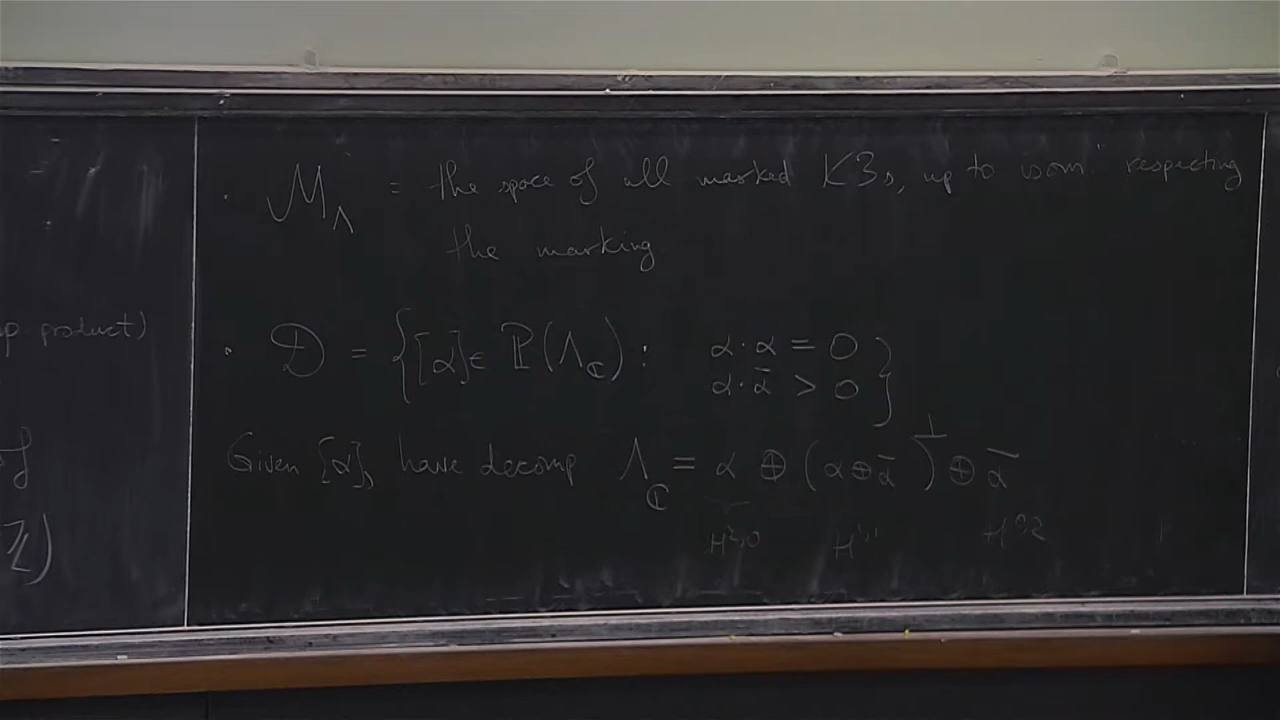 · M_Λ = the space of all marked K3s, up to isom" respecting
the marking
p product)
· D = {[α] ∈ ℙ(Λ_ℂ) : α·α = 0
α·ᾱ > 0}
Given [α], have decomp Λ_ℂ = α ⊕ (α⊕ᾱ)^⊥ ⊕ ᾱ
H^{2,0} H^{1,1} H^{0,2}
ℤ)